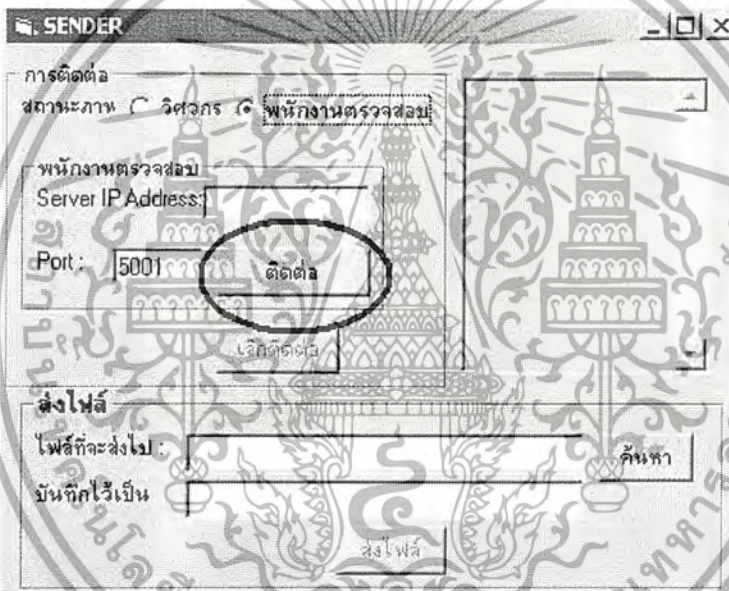 SENDER
การติดต่อ
สถานะภาพ วิศวกร พนักงานตรวจสอบ
พนักงานตรวจสอบ
Server IP Address:
Port : 5001 ติดต่อ
เลิกติดต่อ
ส่งไฟล์
ไฟล์ที่จะส่งไป : ค้นหา
บันทึกไว้เป็น
ส่งไฟล์